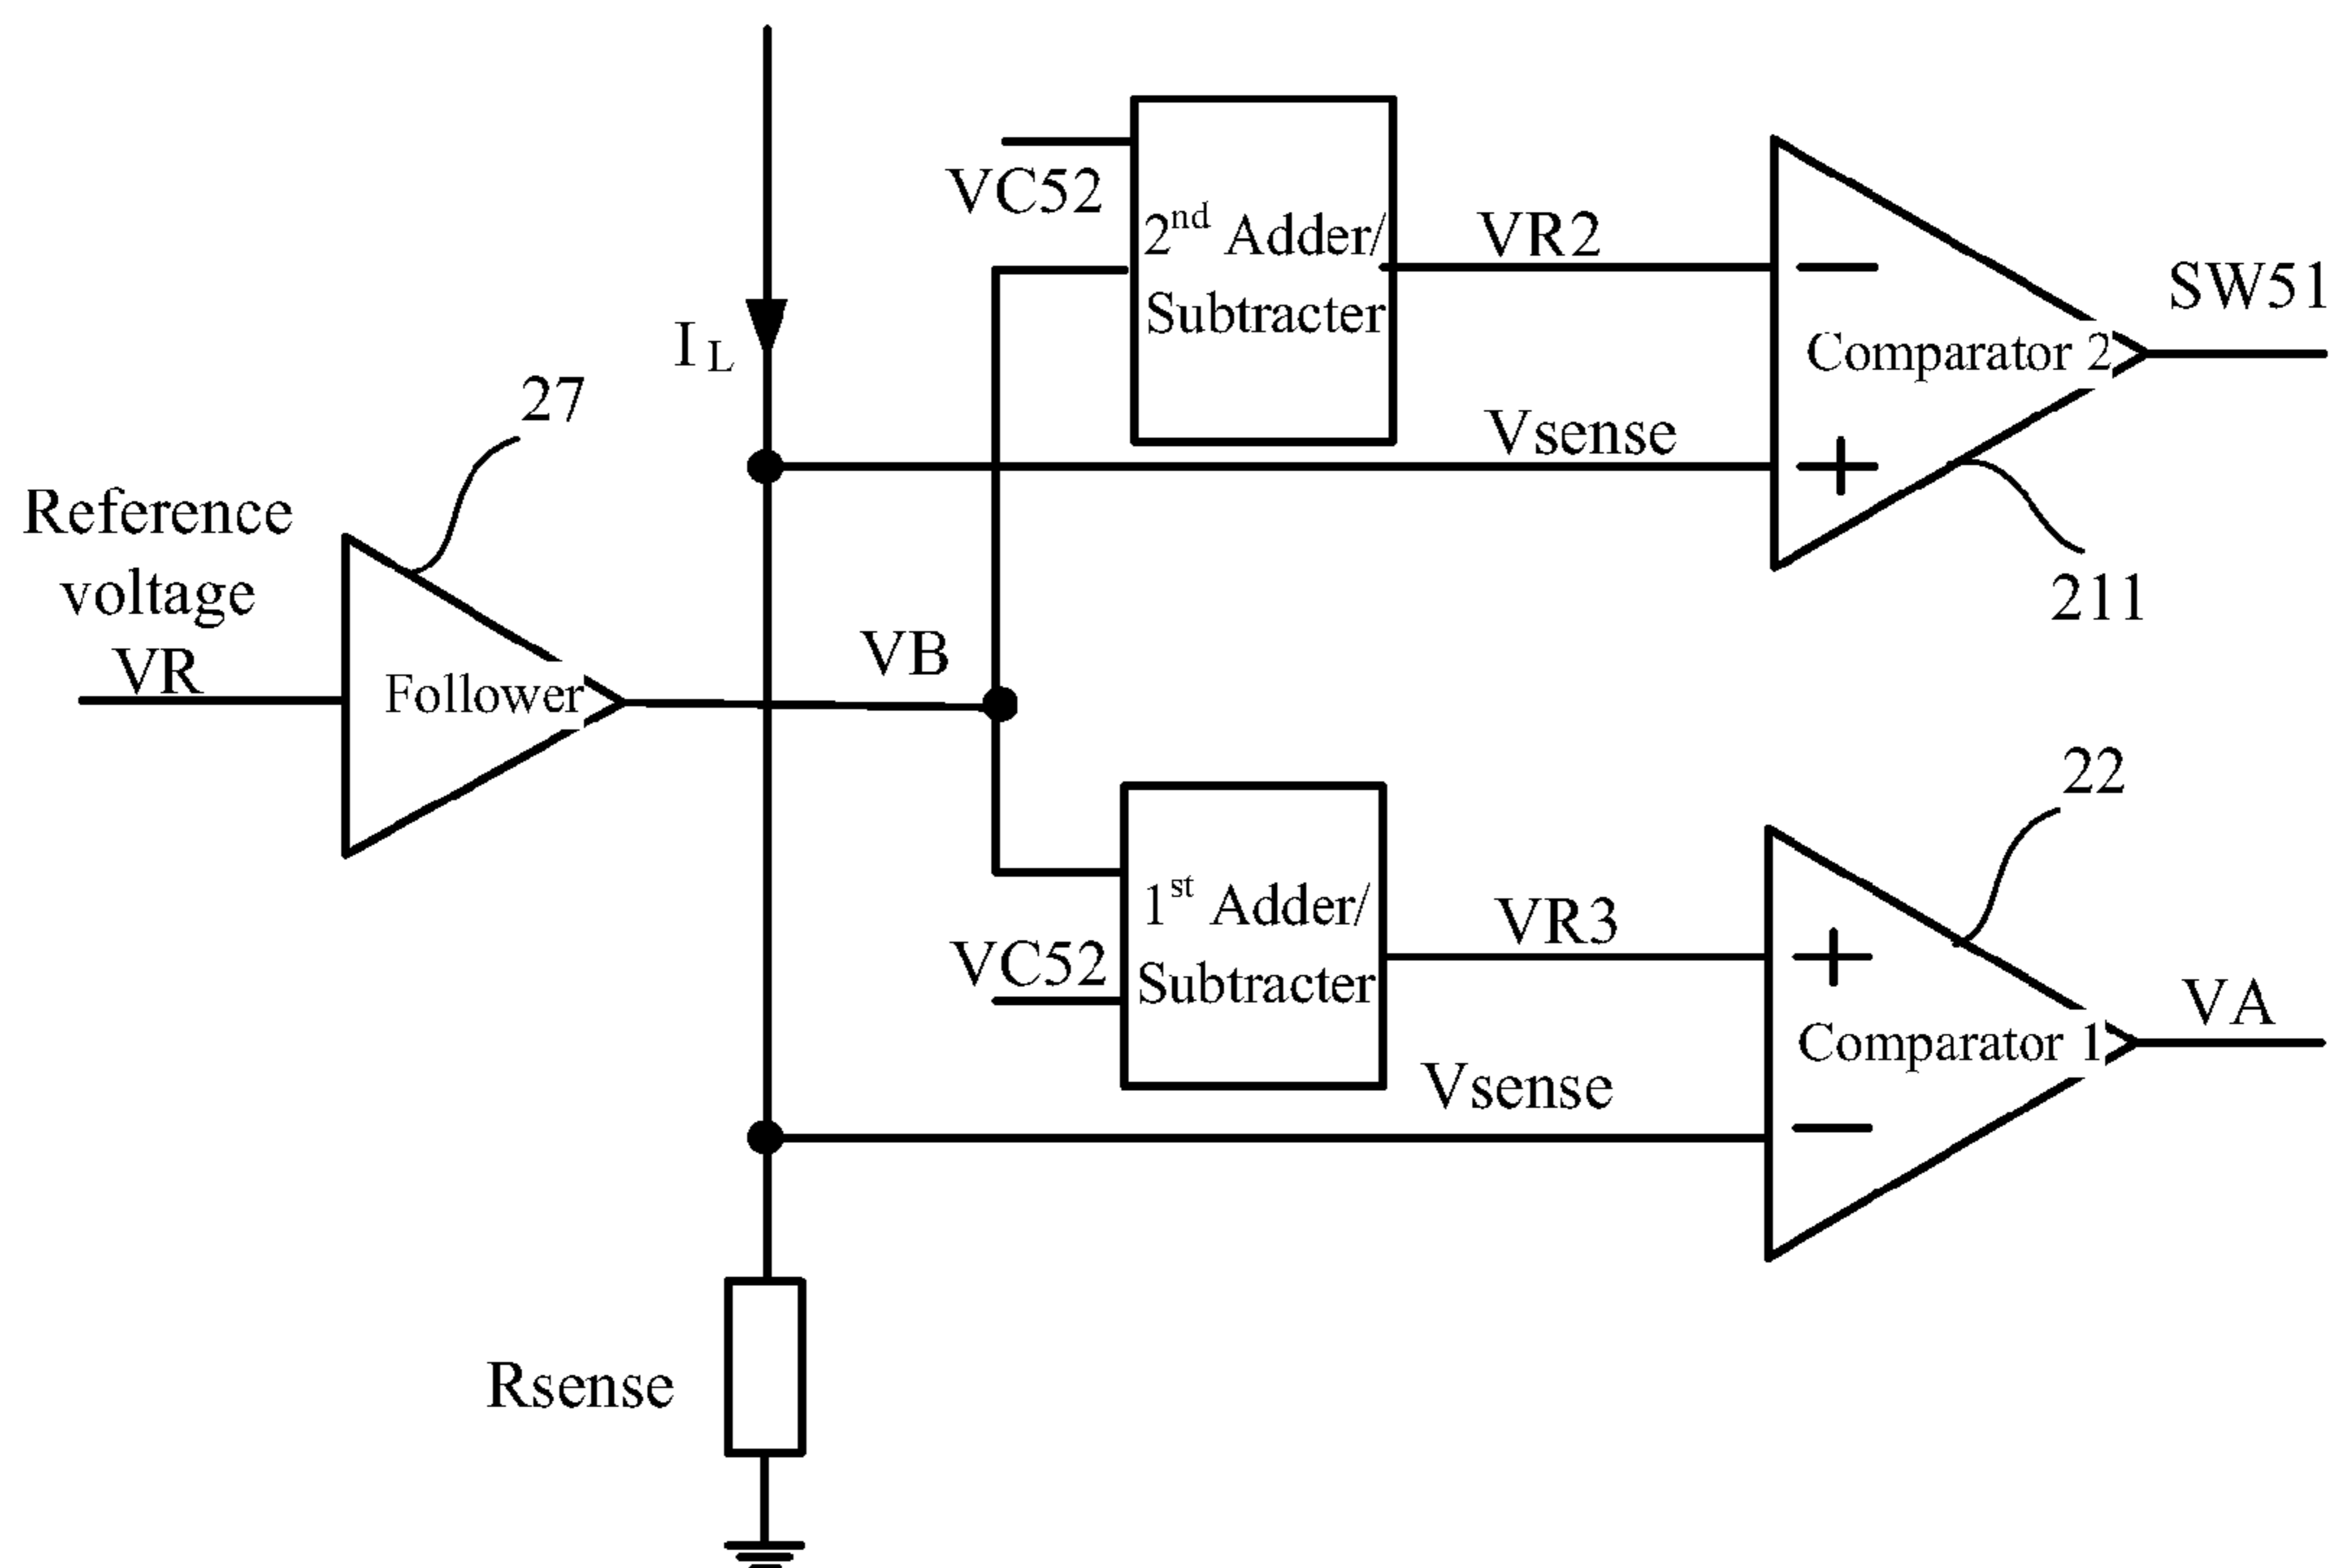 VC52
2nd Adder/
Subtracter
VR2
SW51
Comparator 2
IL
27
Vsense
Reference
voltage
VR
211
VB
Follower
22
1st Adder/
Subtracter
VR3
VC52
VA
Comparator 1
Vsense
Rsense
+
+